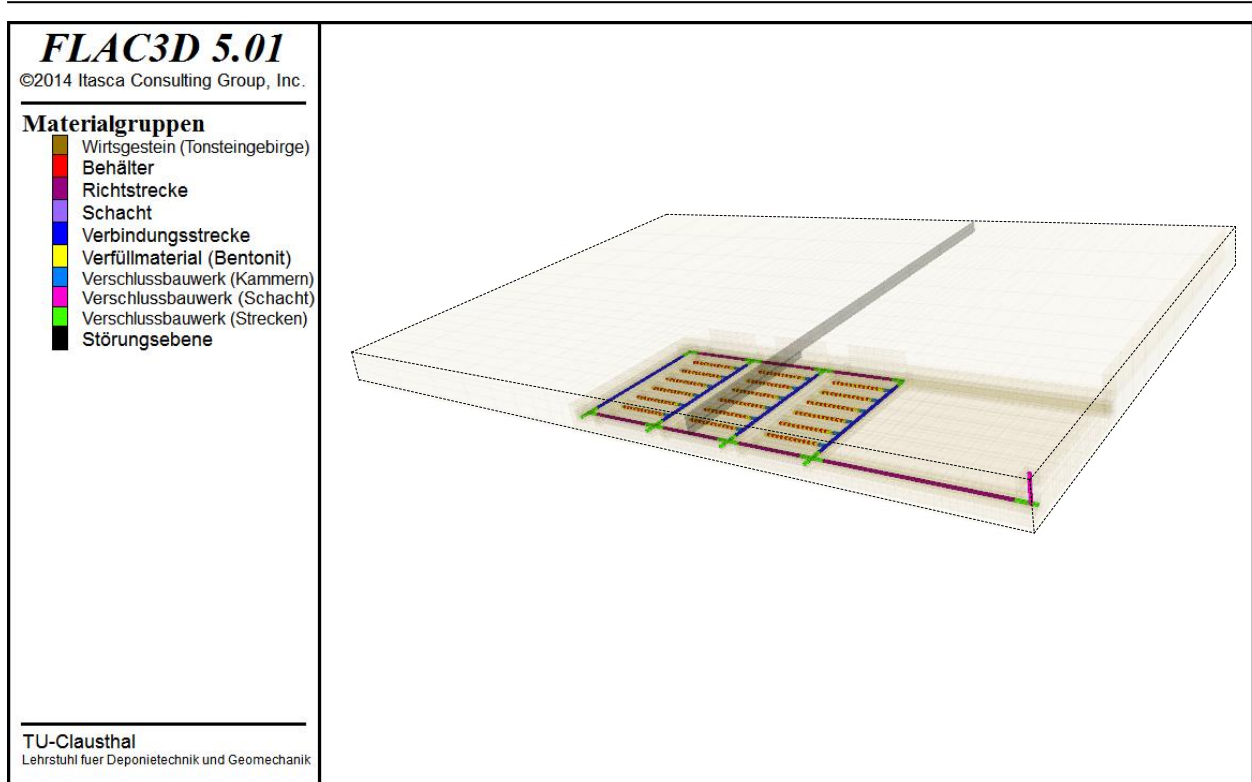 FLAC3D 5.01
©2014 Itasca Consulting Group, Inc.
Materialgruppen
Wirtsgestein (Tonsteingebirge)
Behälter
Richtstrecke
Schacht
Verbindungsstrecke
Verfüllmaterial (Bentonit)
Verschlussbauwerk (Kammern)
Verschlussbauwerk (Schacht)
Verschlussbauwerk (Strecken)
Störungsebene
TU-Clausthal
Lehrstuhl fuer Deponietechnik und Geomechanik